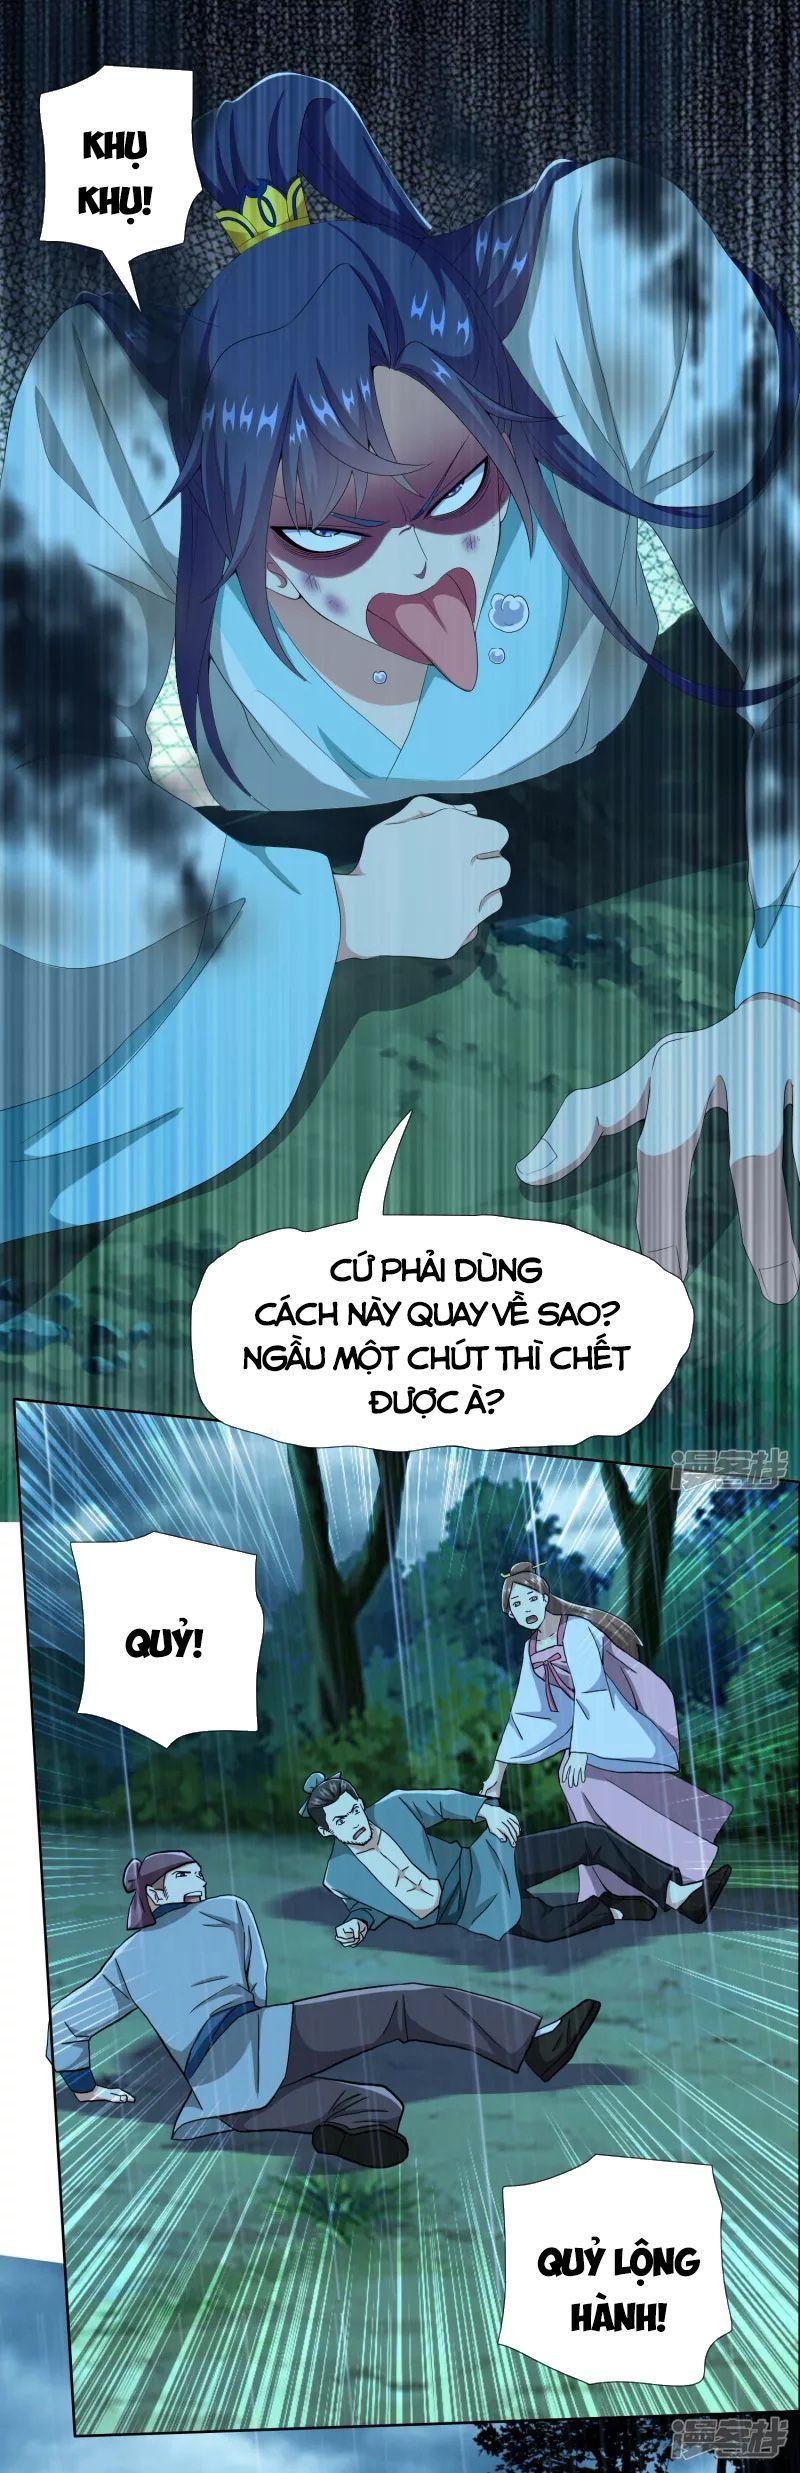 KHỤ
KHỤ!
CỨ PHẢI DÙNG
CÁCH NÀY QUAY VỀ SAO?
NGẦU MỘT CHÚT THÌ CHẾT
ĐƯỢC À?
漫客栈
QUỶ!
QUỶ LỘNG
HÀNH!
漫客栈